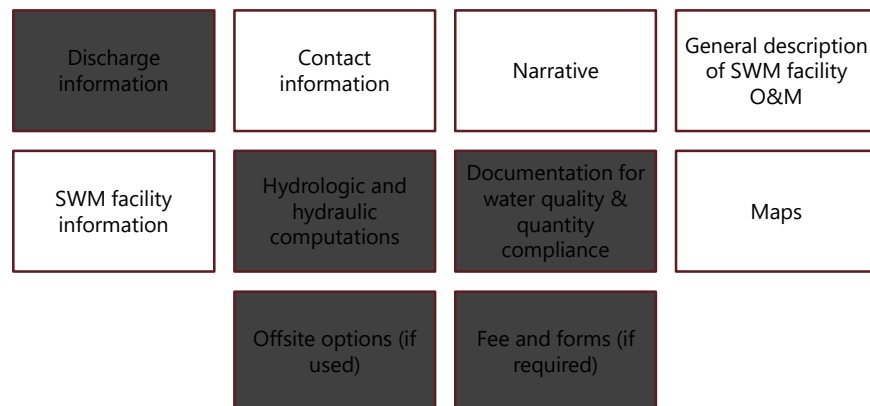 Discharge
information
Contact
information
Narrative
General description
of SWM facility
O&M
SWM facility
information
Hydrologic and
hydraulic
computations
Documentation for
water quality &
quantity
compliance
Maps
Offsite options (if
used)
Fee and forms (if
required)